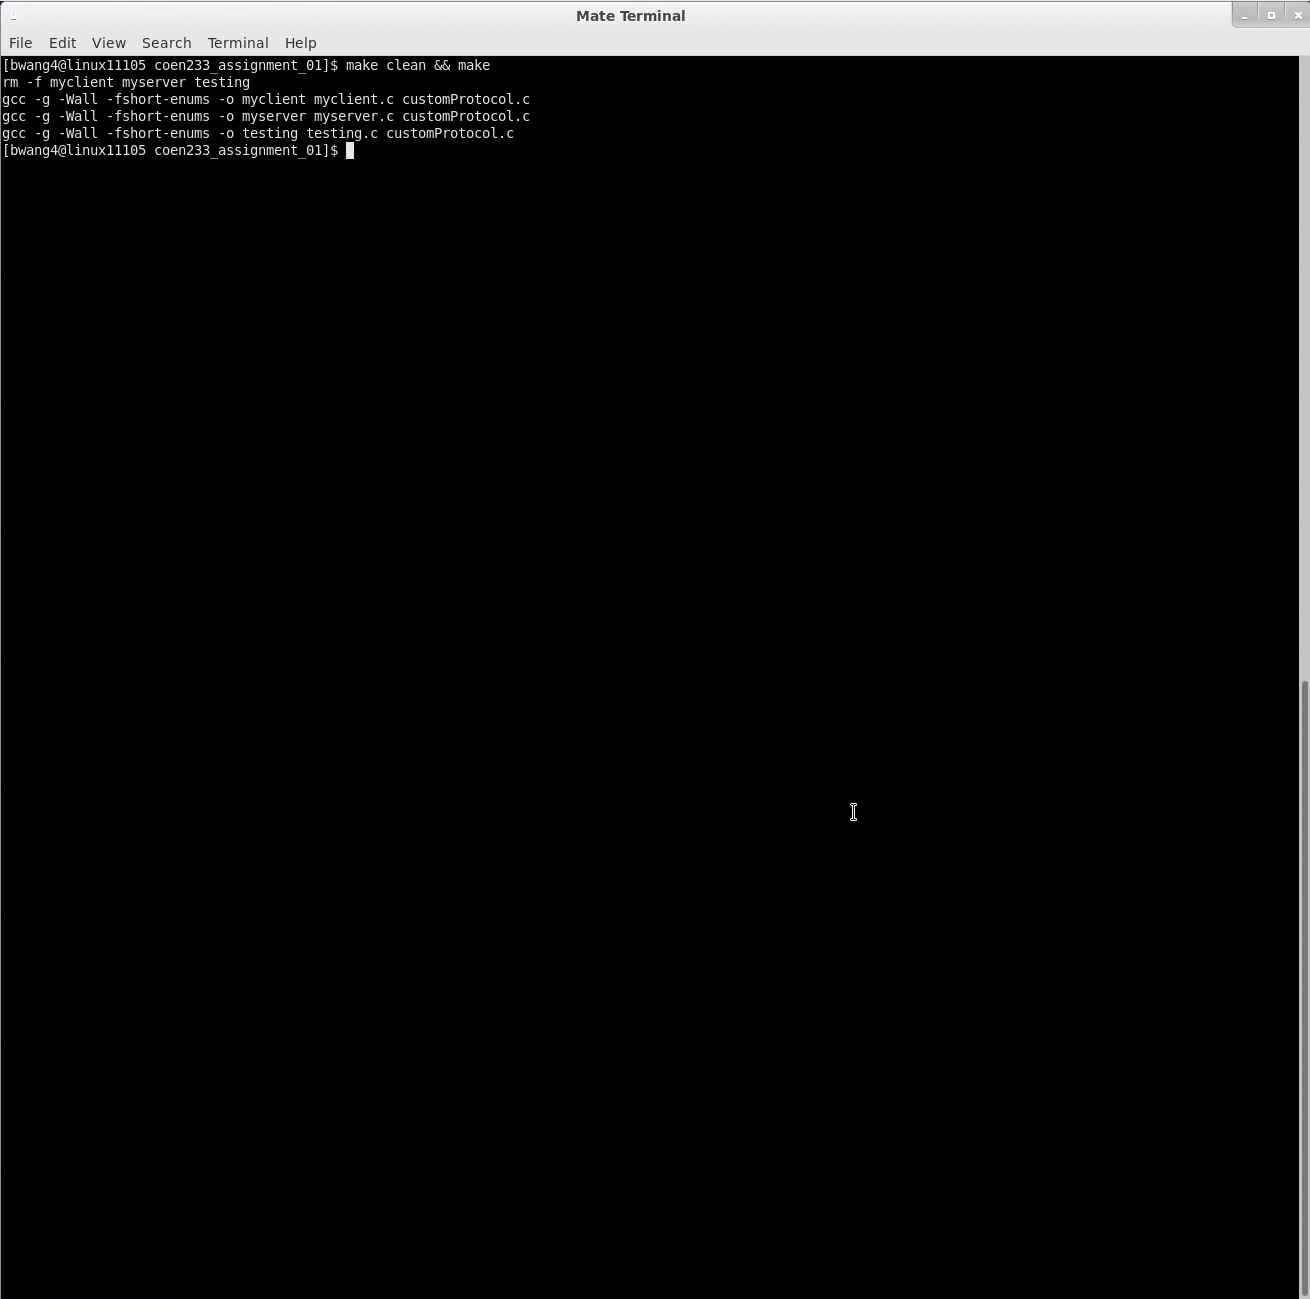 Mate Terminal
File Edit View Search Terminal Help
[bwang4@linux11105 coen233_assignment_01]$ make clean && make
rm -f myclient myserver testing
gcc -g -Wall -fshort-enums -o myclient myclient.c customProtocol.c
gcc -g -Wall -fshort-enums -o myserver myserver.c customProtocol.c
gcc -g -Wall -fshort-enums -o testing testing.c customProtocol.c
[bwang4@linux11105 coen233_assignment_01]$